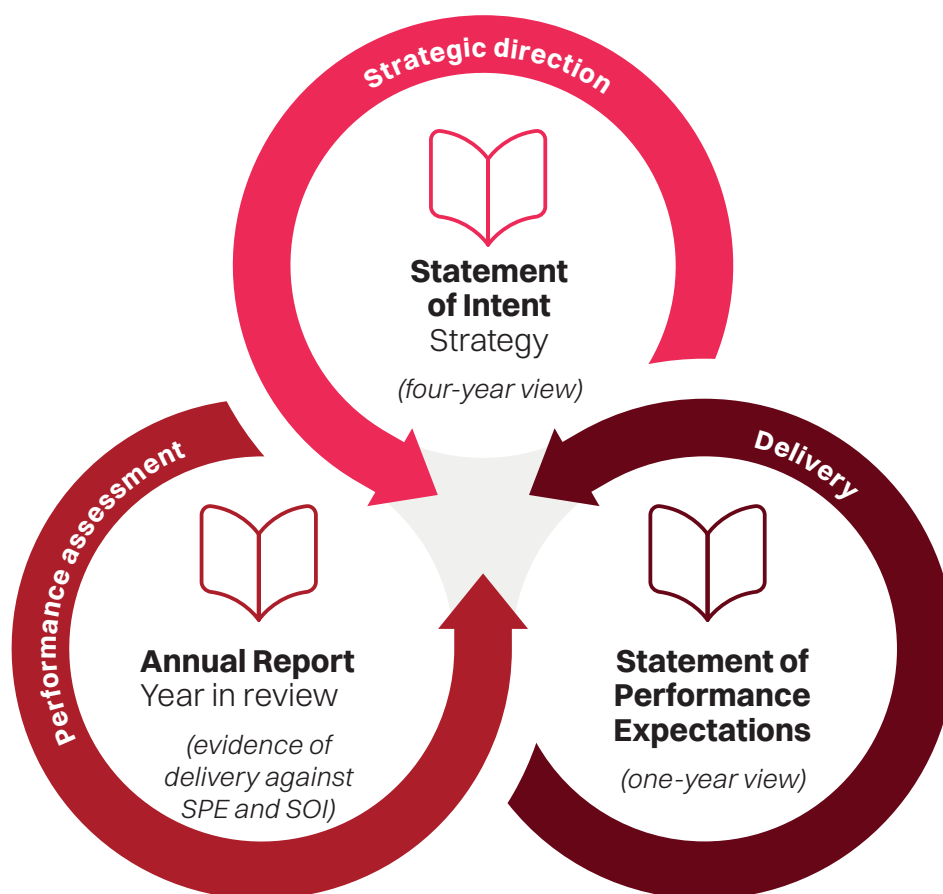 Strategic direction
Statement
of Intent
Strategy
(four-year view)
Performance assessment
Annual Report
Year in review
(evidence of
delivery against
SPE and SOI)
Delivery
Statement of
Performance
Expectations
(one-year view)